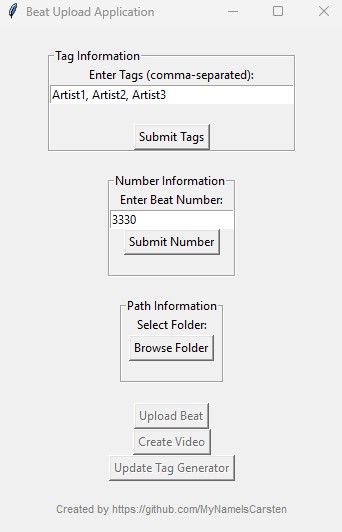 Beat Upload Application
Tag Information
Enter Tags (comma-separated):
Artist1, Artist2, Artist3
Submit Tags
Number Information
Enter Beat Number:
3330
Submit Number
Path Information
Select Folder:
Browse Folder
Upload Beat
Create Video
Update Tag Generator
Created by https://github.com/MyNameIsCarsten